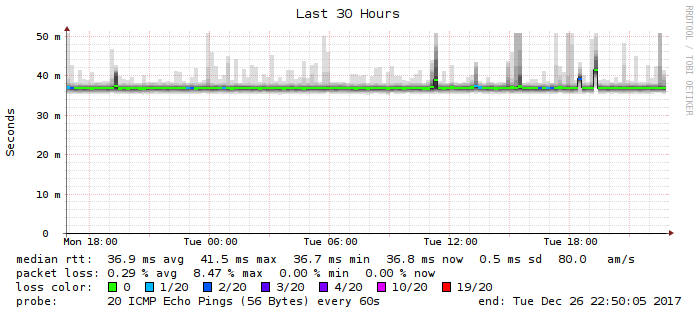 Last 30 Hours
RRDTOOL / TOBI OETIKER
Seconds
50 m
40 m
30 m
20 m
10 m
0
Mon 18:00 Tue 00:00 Tue 06:00 Tue 12:00 Tue 18:00
median rtt: 36.9 ms avg 41.5 ms max 36.7 ms min 36.8 ms now 0.5 ms sd 80.0 am/s
packet loss: 0.29 % avg 8.47 % max 0.00 % min 0.00 % now
loss color: 0 1/20 2/20 3/20 4/20 10/20 19/20
probe: 20 ICMP Echo Pings (56 Bytes) every 60s end: Tue Dec 26 22:50:05 2017